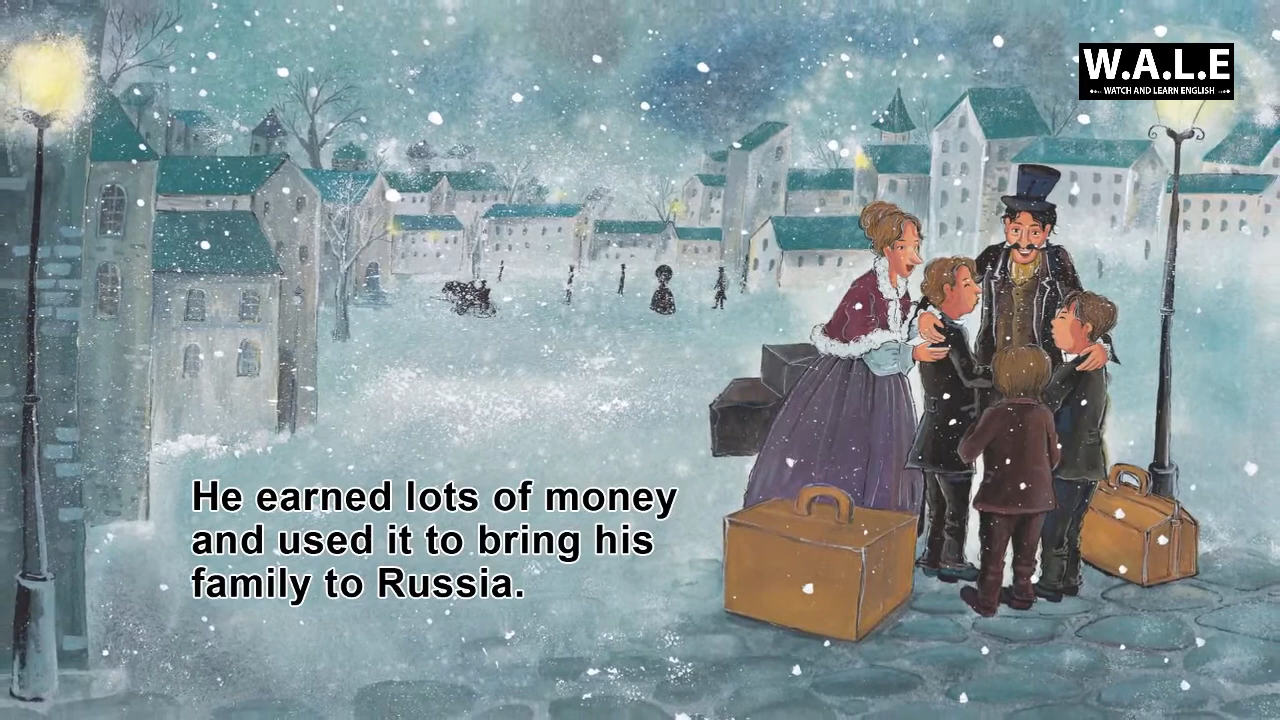 W.A.L.E
WATCH AND LEARN ENGLISH
He earned lots of money
and used it to bring his
family to Russia.